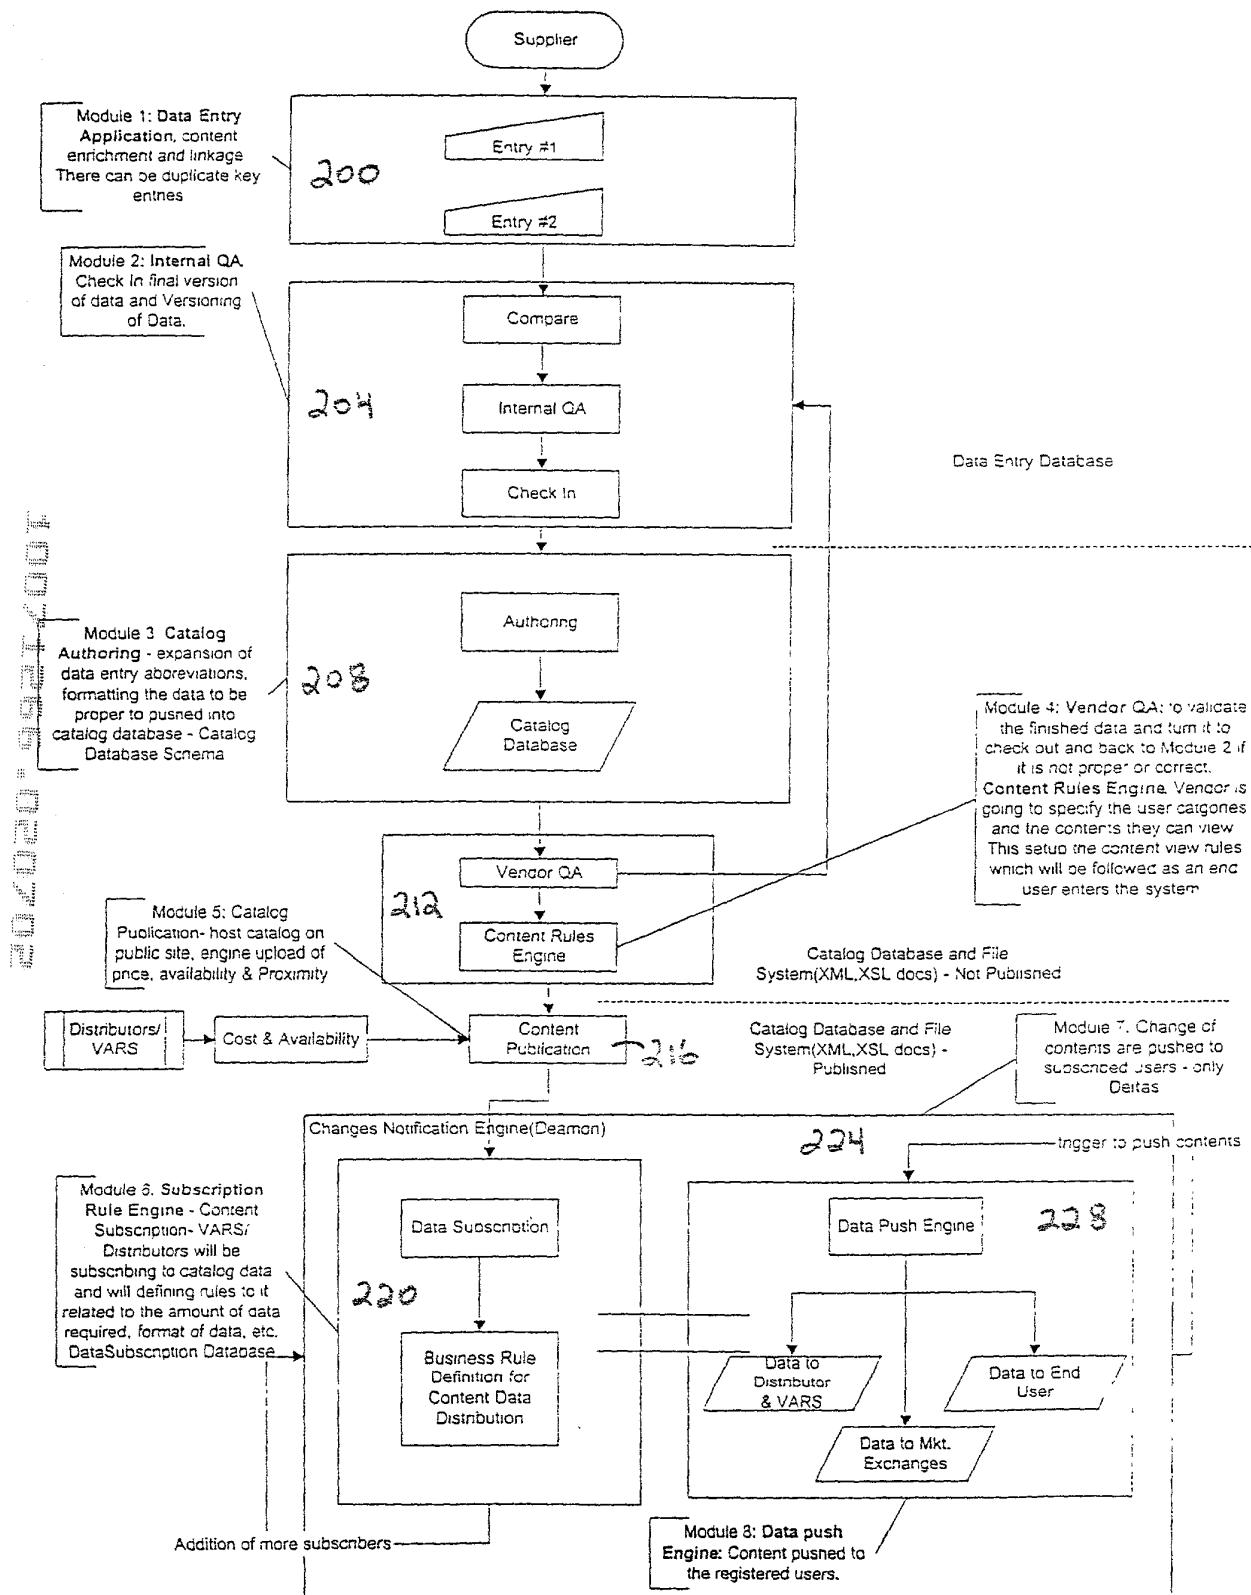 Supplier
Module 1: Data Entry
Application, content
enrichment and linkage
There can be duplicate key
entries
200
Entry #1
Entry #2
Module 2: Internal QA
Check In final version
of data and Versioning
of Data.
204
Compare
Internal QA
Check In
Data Entry Database
Module 3 Catalog
Authoring - expansion of
data entry abbreviations,
formatting the data to be
proper to pushed into
catalog database - Catalog
Database Schema
208
Authoring
Catalog
Database
Module 4: Vendor QA: to validate
the finished data and turn it to
check out and back to Module 2 if
it is not proper or correct.
Content Rules Engine. Vendor is
going to specify the user catgories
and the contents they can view
This setup the content view rules
which will be followed as an end
user enters the system
212
Vendor QA
Content Rules
Engine
Module 5: Catalog
Publication- host catalog on
public site, engine upload of
price, availability & Proximity
Catalog Database and File
System(XML,XSL docs) - Not Published
Distributors/
VARS
Cost & Availability
Content
Publication
216
Catalog Database and File
System(XML,XSL docs) -
Published
Module 7. Change of
contents are pushed to
subscribed users - only
Deltas
Changes Notification Engine(Deamon)
224
trigger to push contents
Module 6. Subscription
Rule Engine - Content
Subscription- VARS/
Distributors will be
subscribing to catalog data
and will defining rules to it
related to the amount of data
required, format of data, etc.
DataSubscription Database
220
Data Subscription
Business Rule
Definition for
Content Data
Distribution
Data Push Engine
228
Data to
Distributor
& VARS
Data to End
User
Data to Mkt.
Exchanges
Addition of more subscribers
Module 8: Data push
Engine: Content pushed to
the registered users.